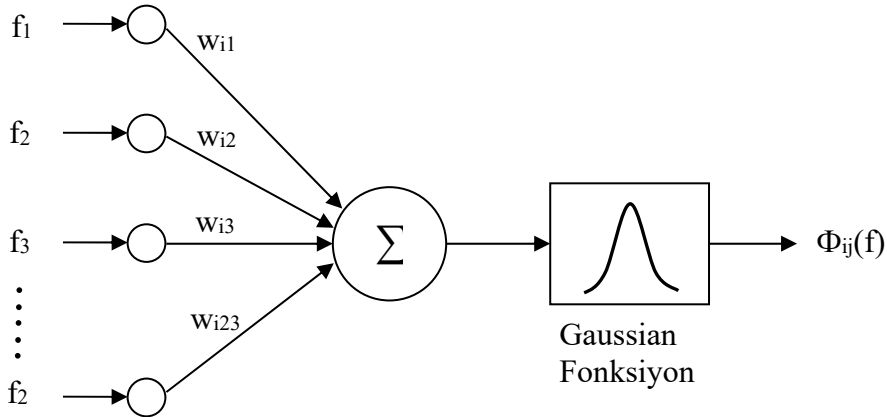 f1
wi1
f2
wi2
f3
wi3
∑
Φij(f)
wi23
f2
Gaussian
Fonksiyon